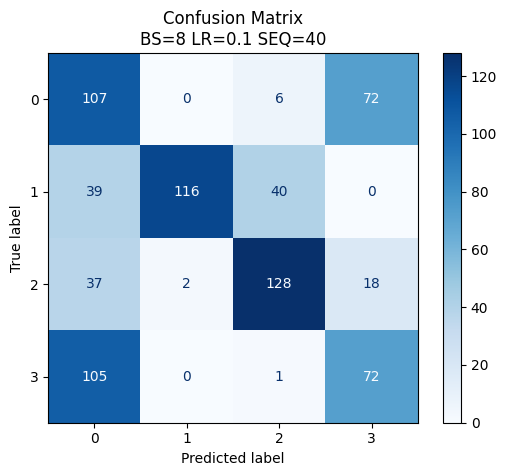 Confusion Matrix
BS=8 LR=0.1 SEQ=40
0 107 0 6 72
1 39 116 40 0
2 37 2 128 18
3 105 0 1 72
0 1 2 3
Predicted label
True label
120
100
80
60
40
20
0